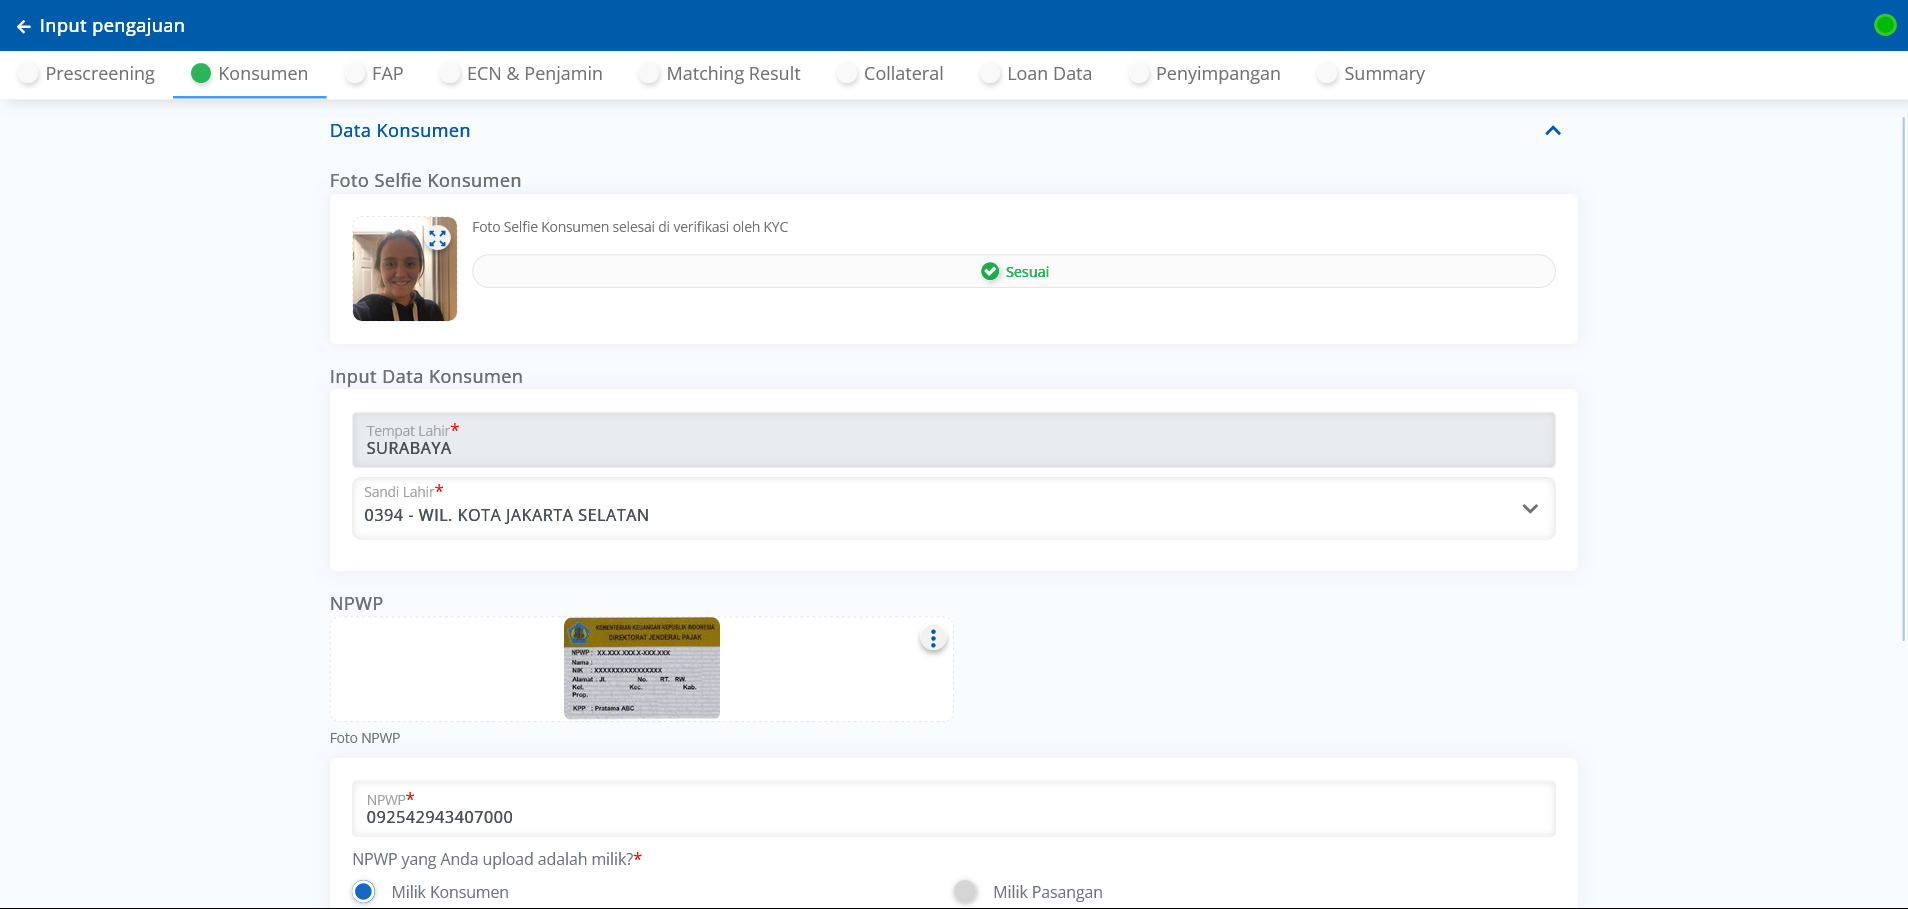 Input pengajuan
Prescreening Konsumen FAP ECN & Penjamin Matching Result Collateral Loan Data Penyimpangan Summary
Data Konsumen
Foto Selfie Konsumen
Foto Selfie Konsumen selesai di verifikasi oleh KYC
Sesuai
Input Data Konsumen
Tempat Lahir*
SURABAYA
Sandi Lahir*
0394 - WIL. KOTA JAKARTA SELATAN
NPWP
KEMENTERIAN KEUANGAN REPUBLIK INDONESIA
DIREKTORAT JENDERAL PAJAK
NPWP : XX.XXX.XXX.X-XXX.XXX
Nama :
NIK : XXXXXXXXXXXXXXXX
Alamat : Jl. No. RT. RW.
Kel. Kec. Kab.
Prop.
KPP : Pratama ABC
Foto NPWP
NPWP*
092542943407000
NPWP yang Anda upload adalah milik?*
Milik Konsumen Milik Pasangan